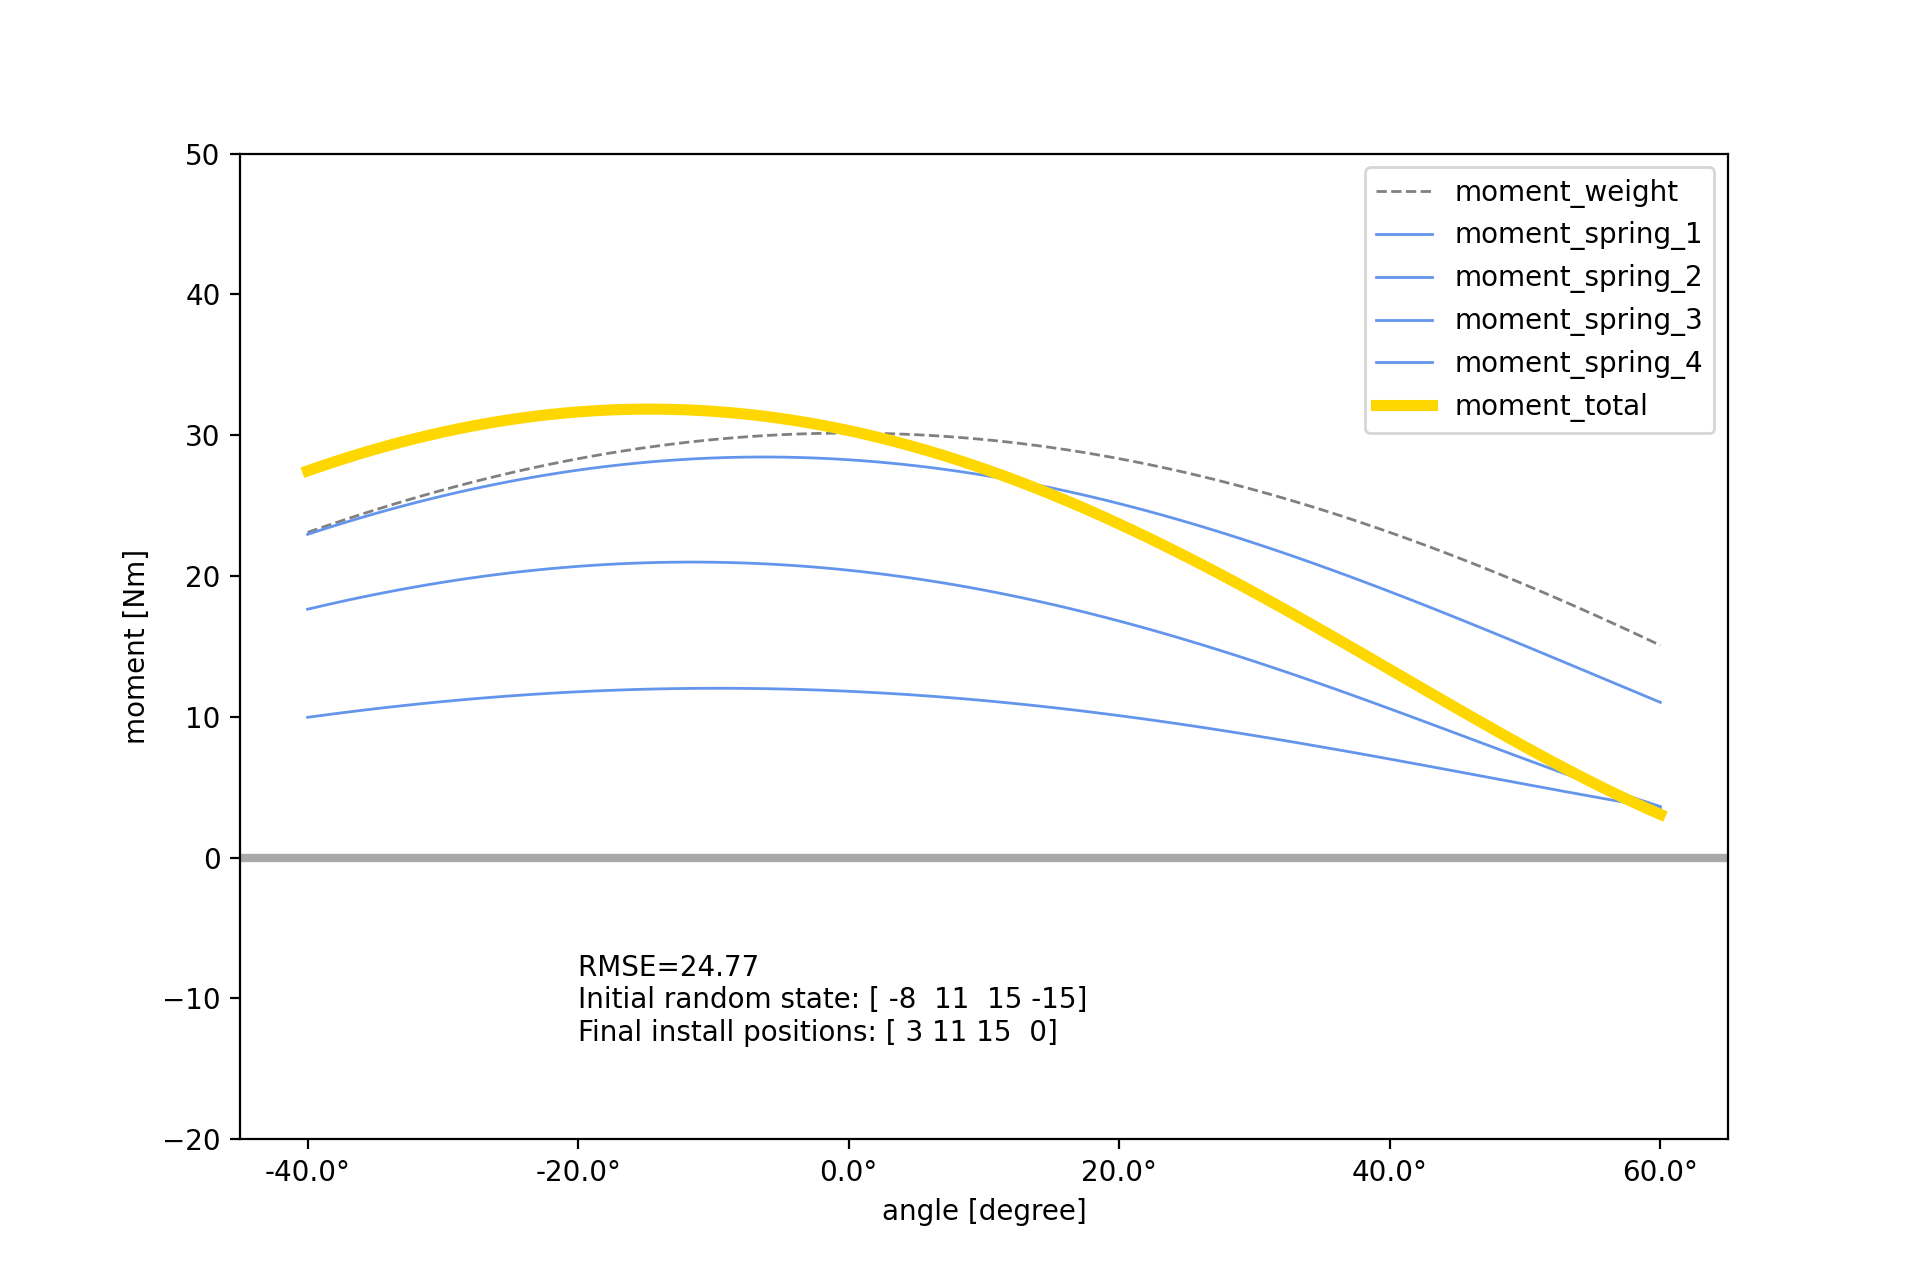 50
40
30
20
10
0
−10
−20
moment [Nm]
moment_weight
moment_spring_1
moment_spring_2
moment_spring_3
moment_spring_4
moment_total
RMSE=24.77
Initial random state: [ -8  11  15 -15]
Final install positions: [ 3 11 15  0]
-40.0° -20.0° 0.0° 20.0° 40.0° 60.0°
angle [degree]